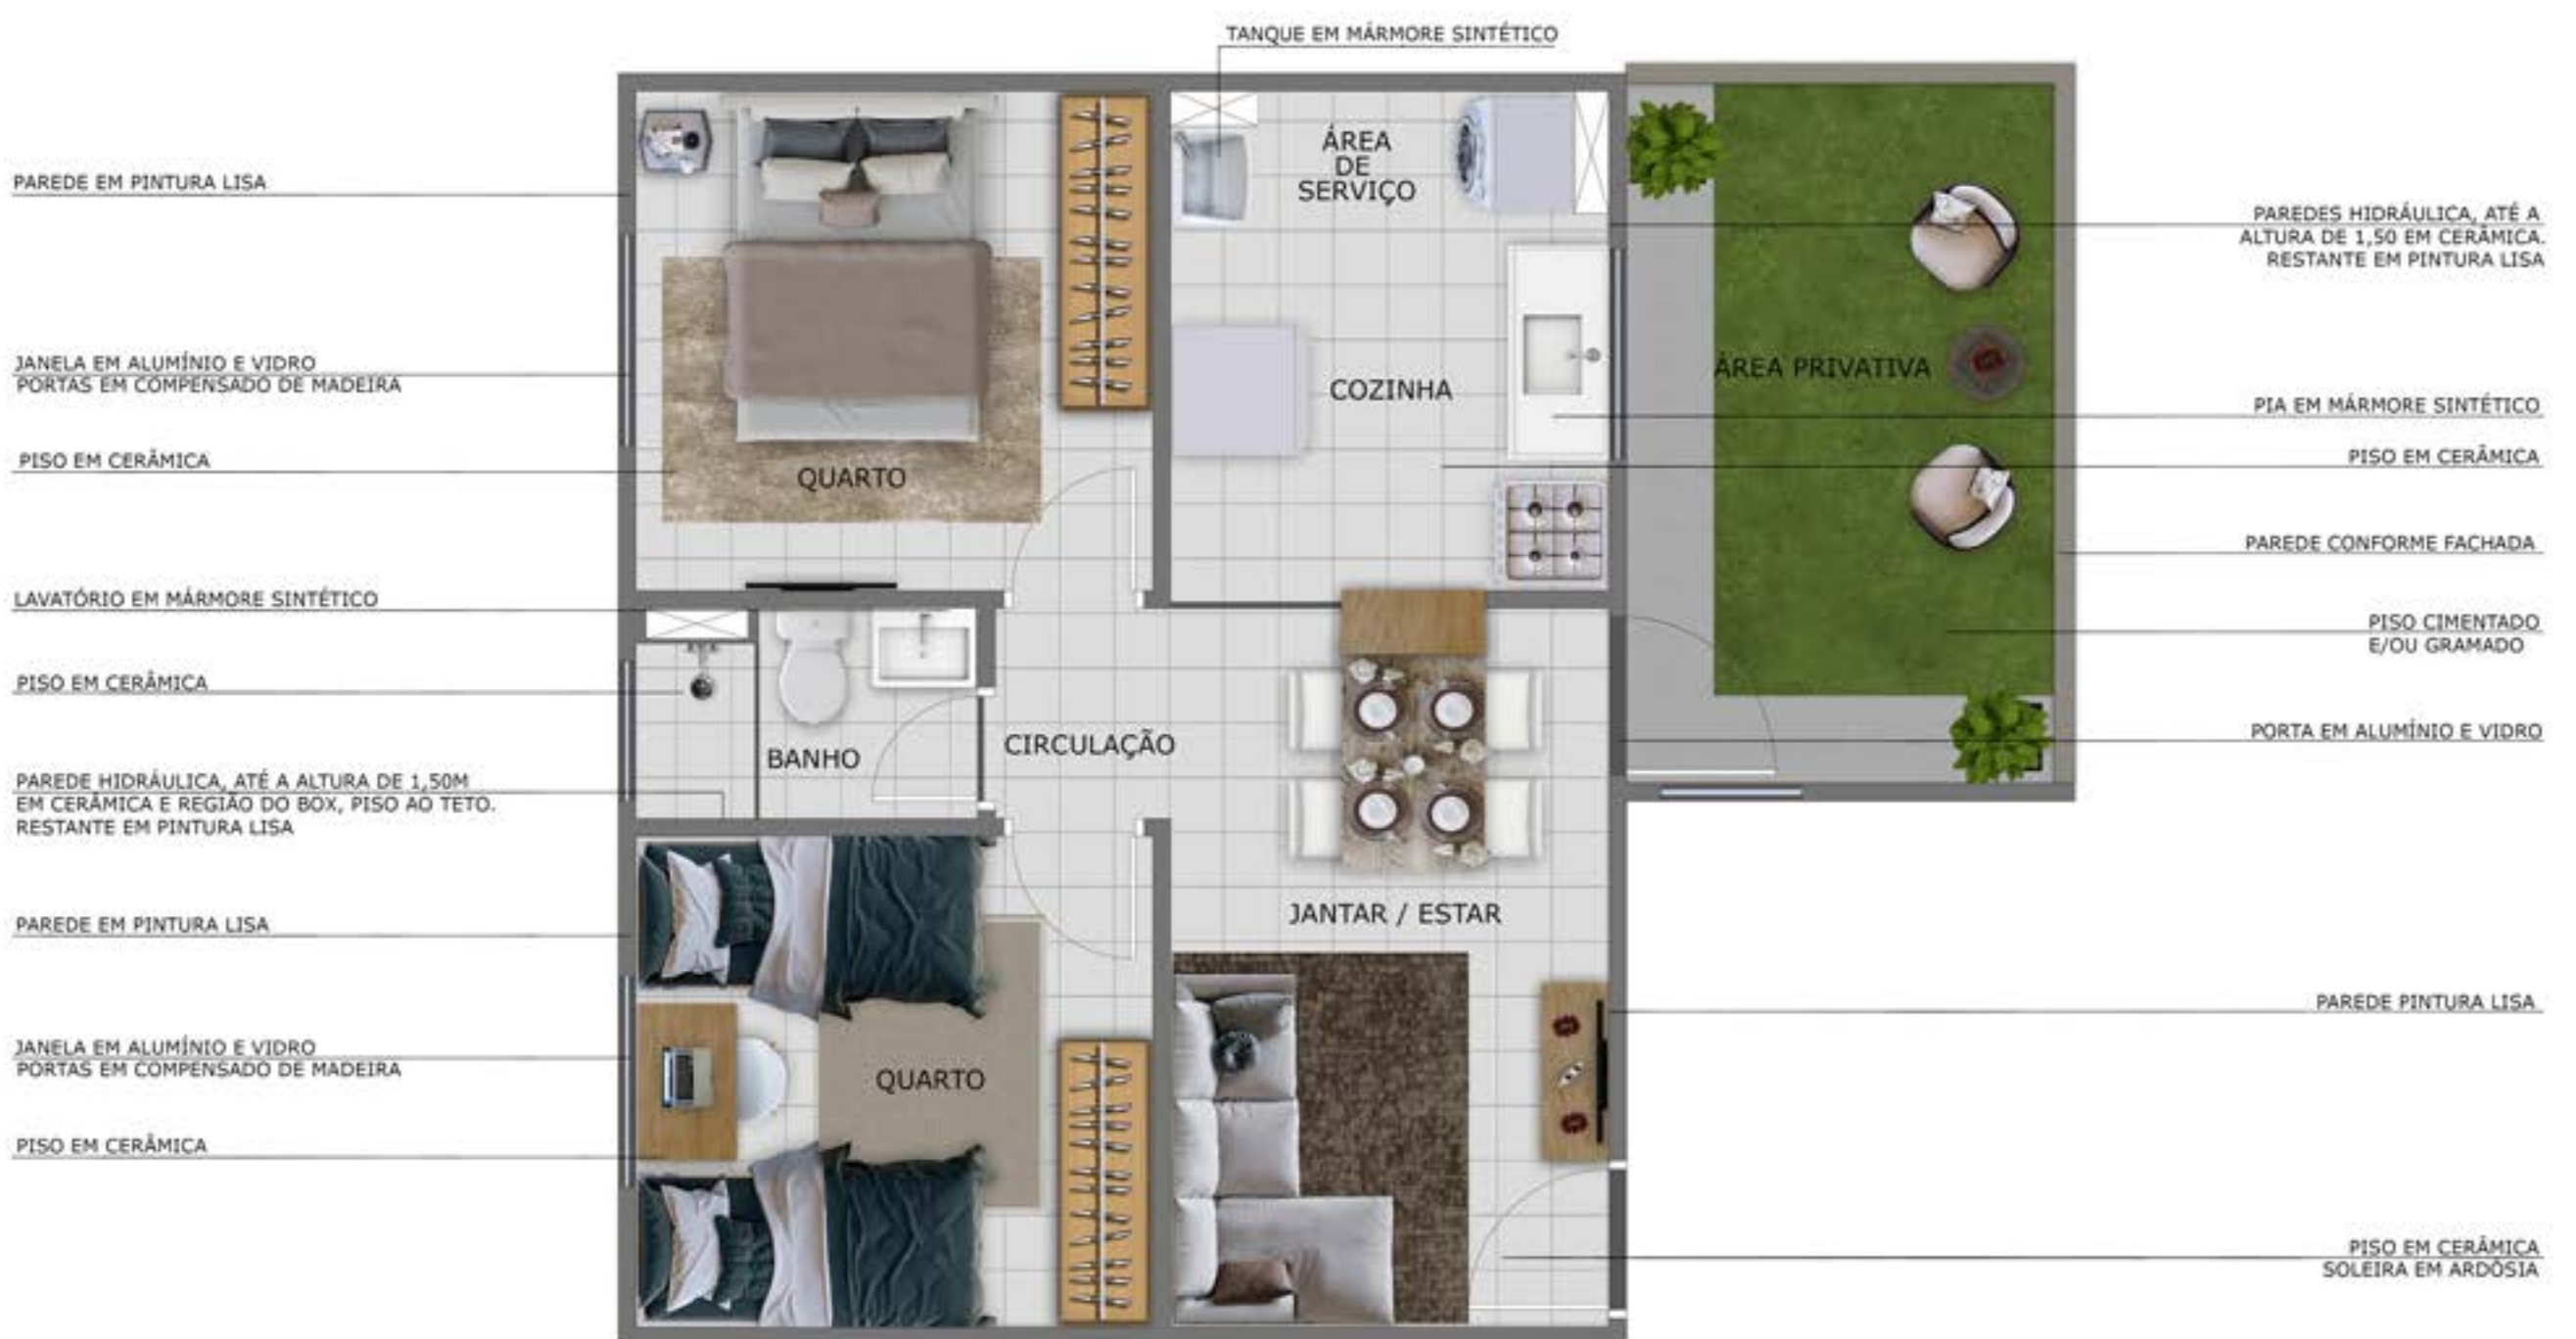 TANQUE EM MÁRMORE SINTÉTICO
PAREDE EM PINTURA LISA
JANELA EM ALUMÍNIO E VIDRO
PORTAS EM COMPENSADO DE MADEIRA
PISO EM CERÂMICA
LAVATÓRIO EM MÁRMORE SINTÉTICO
PISO EM CERÂMICA
PAREDE HIDRÁULICA, ATÉ A ALTURA DE 1,50M
EM CERÂMICA E REGIÃO DO BOX, PISO AO TETO.
RESTANTE EM PINTURA LISA
PAREDE EM PINTURA LISA
JANELA EM ALUMÍNIO E VIDRO
PORTAS EM COMPENSADO DE MADEIRA
PISO EM CERÂMICA
ÁREA
DE
SERVIÇO
COZINHA
QUARTO
BANHO
CIRCULAÇÃO
JANTAR / ESTAR
QUARTO
ÁREA PRIVATIVA
PAREDES HIDRÁULICA, ATÉ A
ALTURA DE 1,50 EM CERÂMICA.
RESTANTE EM PINTURA LISA
PIA EM MÁRMORE SINTÉTICO
PISO EM CERÂMICA
PAREDE CONFORME FACHADA
PISO CIMENTADO
E/OU GRAMADO
PORTA EM ALUMÍNIO E VIDRO
PAREDE PINTURA LISA
PISO EM CERÂMICA
SOLEIRA EM ARDÓSIA